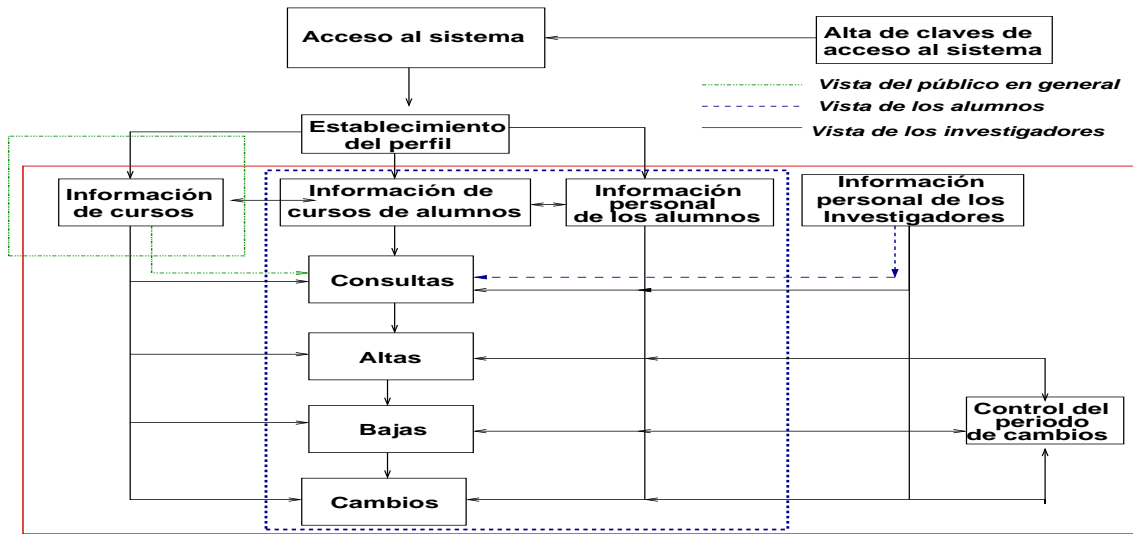 Acceso al sistema
Alta de claves de
acceso al sistema
Vista del público en general
Vista de los alumnos
Vista de los investigadores
Establecimiento
del perfil
Información
de cursos
Información de
cursos de alumnos
Información
personal
de los alumnos
Información
personal de los
Investigadores
Consultas
Altas
Bajas
Control del
periodo
de cambios
Cambios